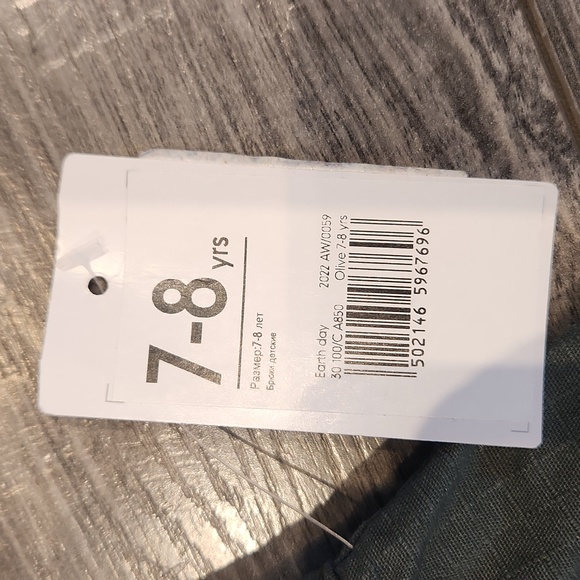 7-8 yrs
Размер:7-8 лет
Брюки детские
Earth day 2022 AW/0059
30 100/C A850 Olive 7-8 yrs
5021465967696